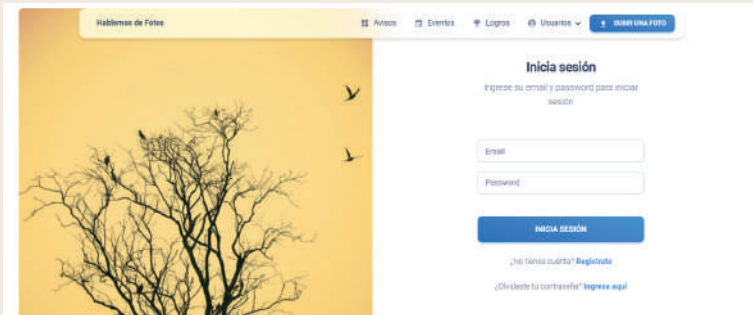 Hablemos de Fotos
Avisos Eventos Logros Usuarios SUBIR UNA FOTO
Inicia sesión
Ingrese su email y password para iniciar
sesión
Email
Password
INICIA SESIÓN
¿No tienes cuenta? Regístrate
¿Olvidaste tu contraseña? Ingrese aquí